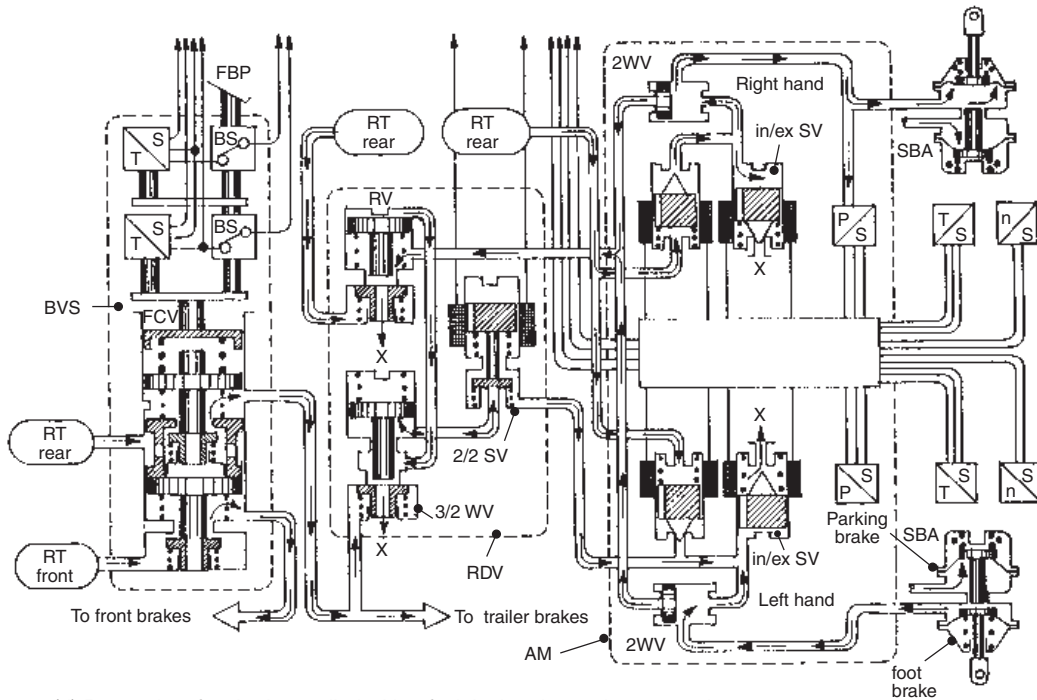 FBP
2WV
Right hand
RT
rear
RT
rear
in/ex SV
SBA
S
T
BS
RV
S
T
BS
P
S
T
S
n
S
X
BVS
FCV
X
RT
rear
X
2/2 SV
3/2 WV
S
P
S
T
S
n
RT
front
X
RDV
in/ex SV
Parking
brake
SBA
Left hand
To front brakes
To trailer brakes
AM
2WV
foot
brake